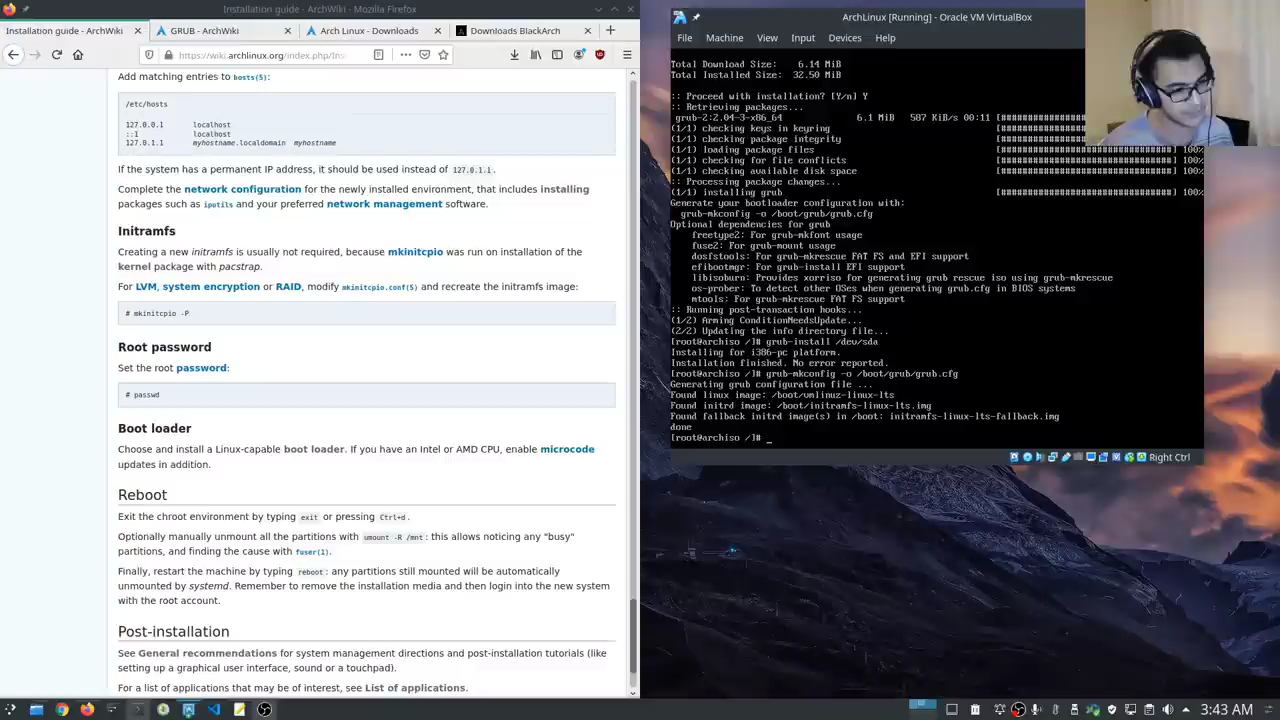 Installation guide - ArchWiki - Mozilla Firefox
Installation guide - ArchWiki
GRUB - ArchWiki
Arch Linux - Downloads
Downloads BlackArch
https://wiki.archlinux.org/index.php/Ins
Add matching entries to hosts(5):
/etc/hosts
127.0.0.1 localhost
::1 localhost
127.0.1.1 myhostname.localdomain myhostname
If the system has a permanent IP address, it should be used instead of 127.0.1.1.
Complete the network configuration for the newly installed environment, that includes installing
packages such as iputils and your preferred network management software.
Initramfs
Creating a new initramfs is usually not required, because mkinitcpio was run on installation of the
kernel package with pacstrap.
For LVM, system encryption or RAID, modify mkinitcpio.conf(5) and recreate the initramfs image:
# mkinitcpio -P
Root password
Set the root password:
# passwd
Boot loader
Choose and install a Linux-capable boot loader. If you have an Intel or AMD CPU, enable microcode
updates in addition.
Reboot
Exit the chroot environment by typing exit or pressing Ctrl+d.
Optionally manually unmount all the partitions with umount -R /mnt: this allows noticing any "busy"
partitions, and finding the cause with fuser(1).
Finally, restart the machine by typing reboot: any partitions still mounted will be automatically
unmounted by systemd. Remember to remove the installation media and then login into the new system
with the root account.
Post-installation
See General recommendations for system management directions and post-installation tutorials (like
setting up a graphical user interface, sound or a touchpad).
For a list of applications that may be of interest, see List of applications.
ArchLinux [Running] - Oracle VM VirtualBox
File Machine View Input Devices Help
Total Download Size: 6.14 MiB
Total Installed Size: 32.50 MiB
:: Proceed with installation? [Y/n] Y
:: Retrieving packages...
grub-2:2.04-3-x86_64 6.1 MiB 587 KiB/s 00:11 [####################
(1/1) checking keys in keyring [####################
(1/1) checking package integrity [####################
(1/1) loading package files [######################################] 100%
(1/1) checking for file conflicts [######################################] 100%
(1/1) checking available disk space [######################################] 100%
:: Processing package changes...
(1/1) installing grub [######################################] 100%
Generate your bootloader configuration with:
grub-mkconfig -o /boot/grub/grub.cfg
Optional dependencies for grub
freetype2: For grub-mkfont usage
fuse2: For grub-mount usage
dosfstools: For grub-mkrescue FAT FS and EFI support
efibootmgr: For grub-install EFI support
libisoburn: Provides xorriso for generating grub rescue iso using grub-mkrescue
os-prober: To detect other OSes when generating grub.cfg in BIOS systems
mtools: For grub-mkrescue FAT FS support
:: Running post-transaction hooks...
(1/2) Arming ConditionNeedsUpdate...
(2/2) Updating the info directory file...
[root@archiso /]# grub-install /dev/sda
Installing for i386-pc platform.
Installation finished. No error reported.
[root@archiso /]# grub-mkconfig -o /boot/grub/grub.cfg
Generating grub configuration file ...
Found linux image: /boot/vmlinuz-linux-lts
Found initrd image: /boot/initramfs-linux-lts.img
Found fallback initrd image(s) in /boot: initramfs-linux-lts-fallback.img
done
[root@archiso /]# _
Right Ctrl
3:43 AM